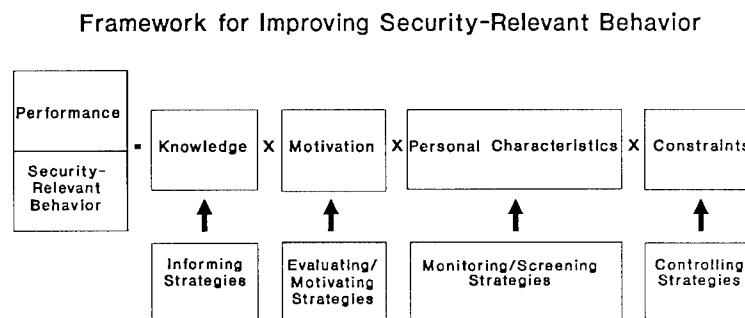 Framework for Improving Security-Relevant Behavior
Performance
Security-
Relevant
Behavior
=
Knowledge X Motivation X Personal Characteristics X Constraints
Informing
Strategies
Evaluating/
Motivating
Strategies
Monitoring/Screening
Strategies
Controlling
Strategies